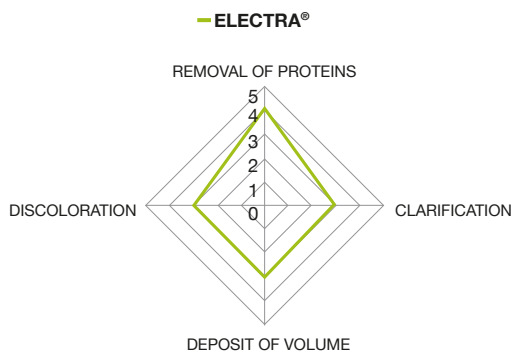 ELECTRA®
REMOVAL OF PROTEINS
5
4
3
2
1
0
DISCOLORATION
CLARIFICATION
DEPOSIT OF VOLUME